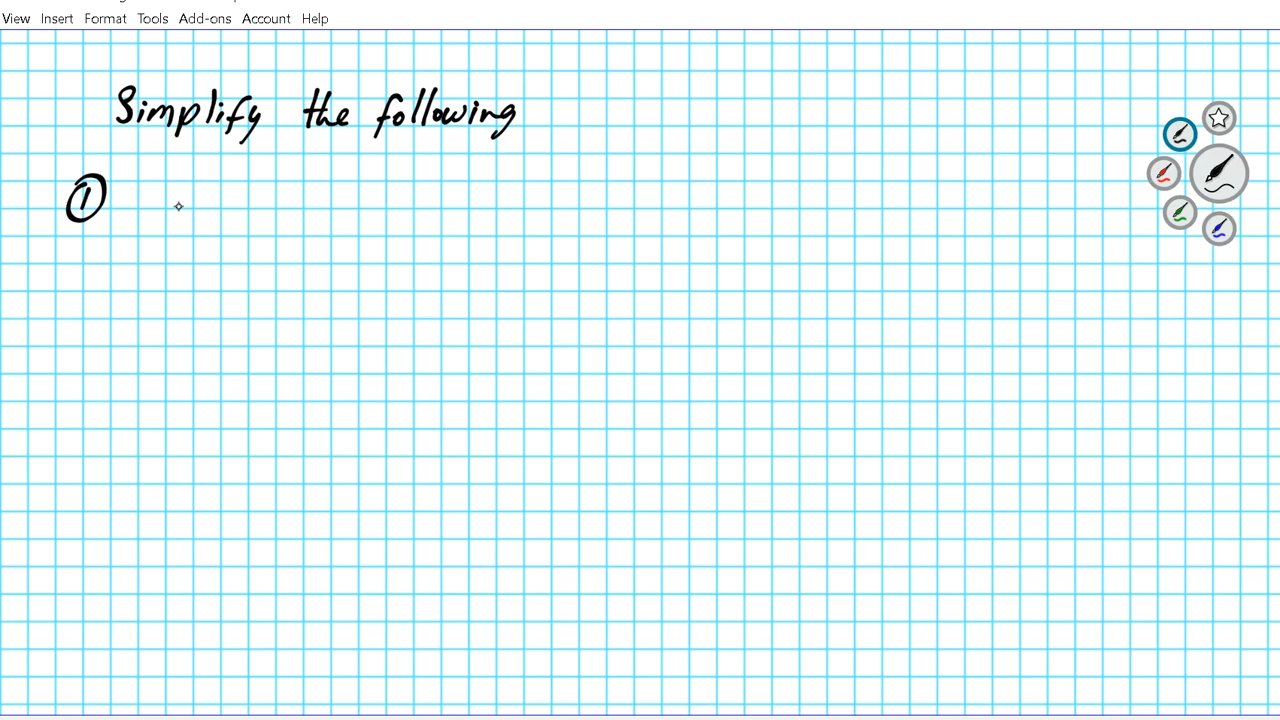 View Insert Format Tools Add-ons Account Help
Simplify the following
①